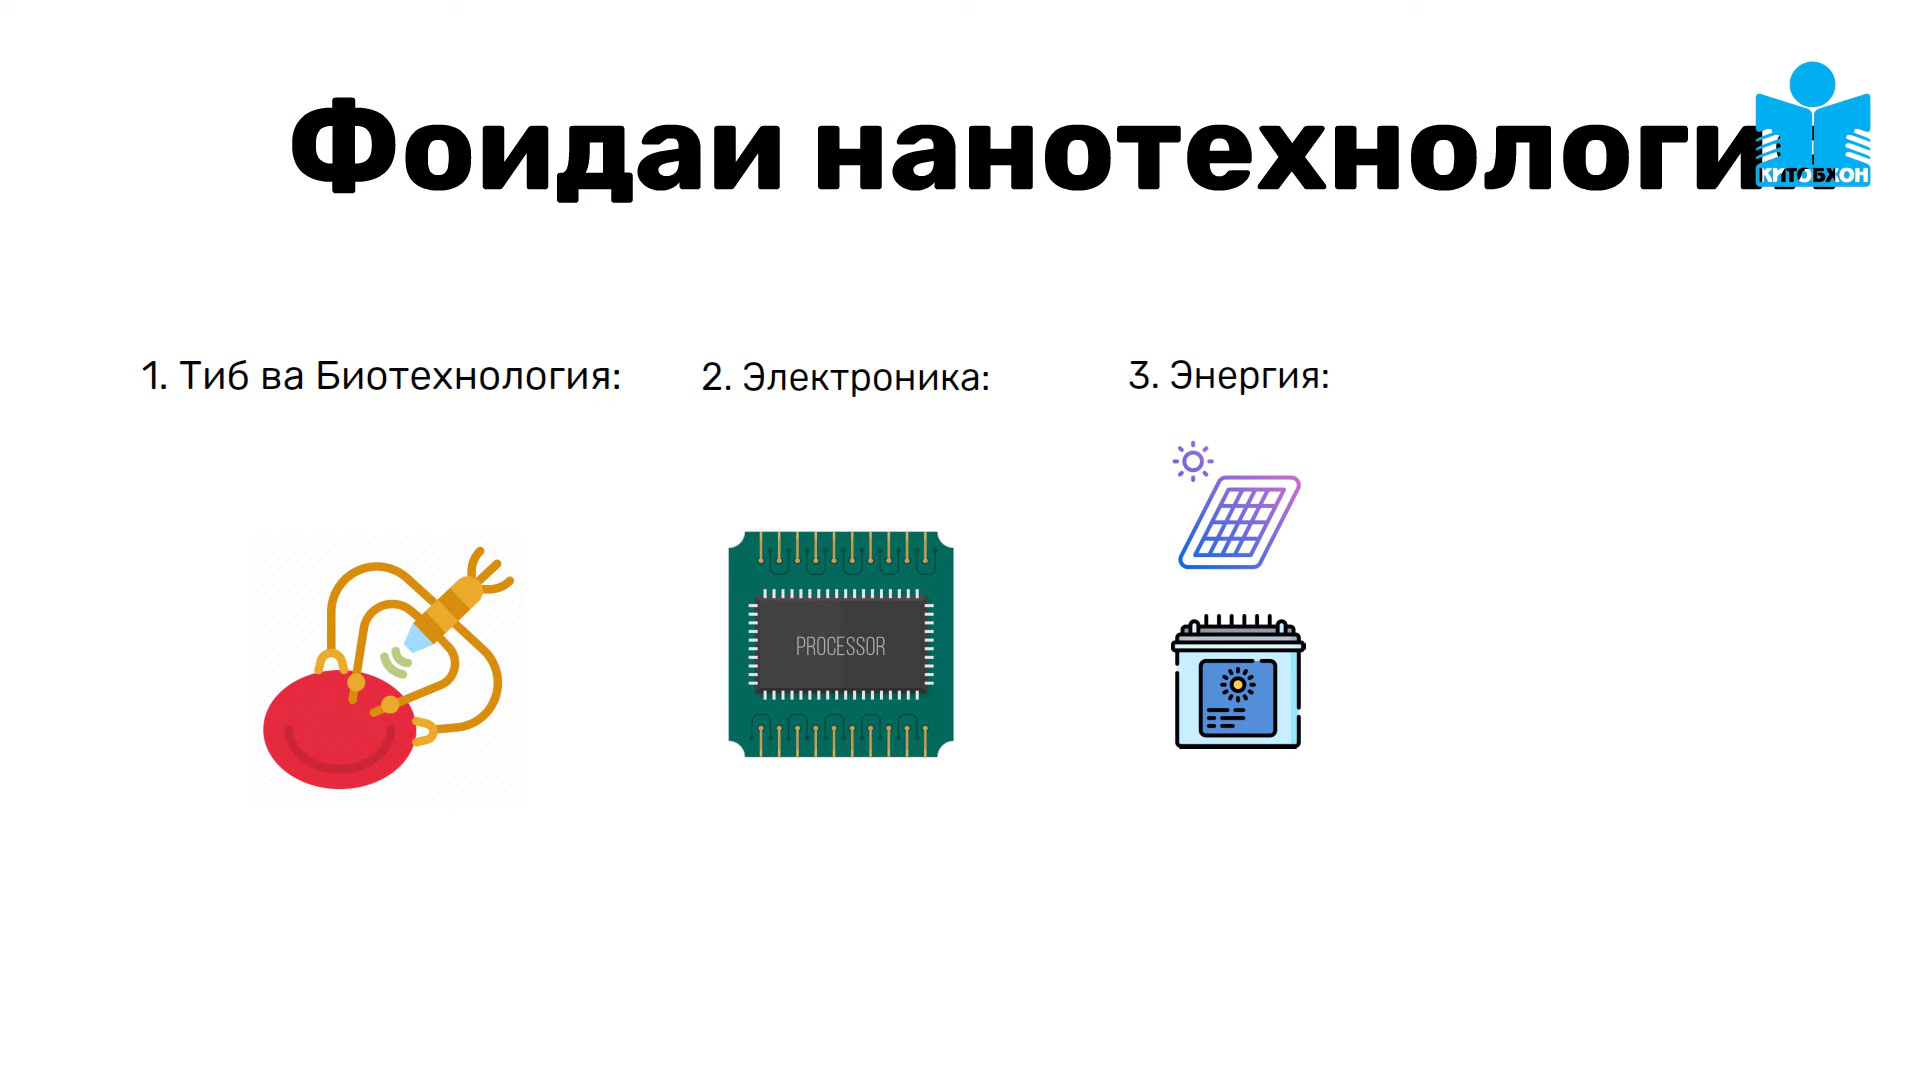 Фоидаи нанотехнологи
КИТОБХОН
1. Тиб ва Биотехнология:
2. Электроника:
3. Энергия:
PROCESSOR